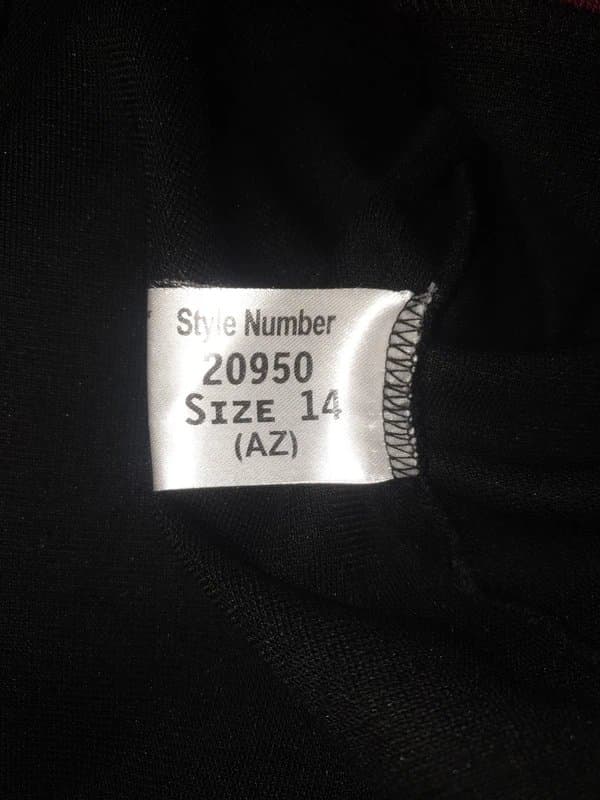 Style Number
20950
SIZE 14
(AZ)